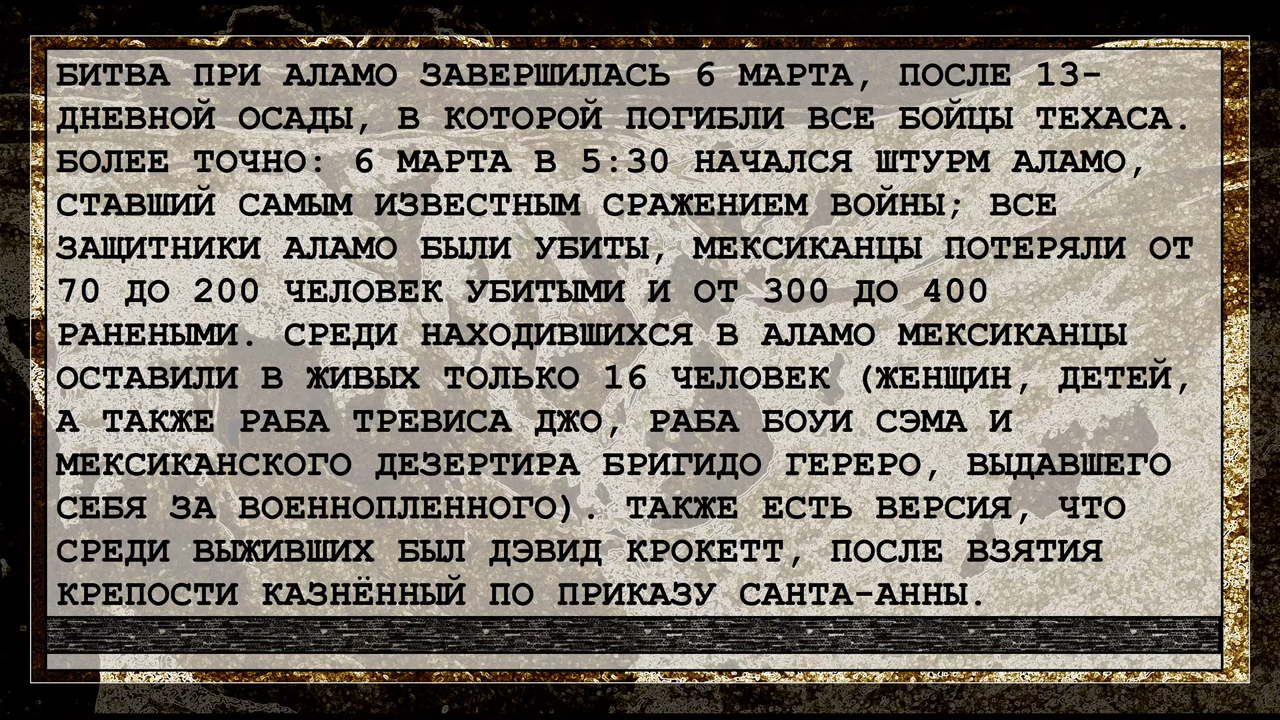 БИТВА ПРИ АЛАМО ЗАВЕРШИЛАСЬ 6 МАРТА, ПОСЛЕ 13-
ДНЕВНОЙ ОСАДЫ, В КОТОРОЙ ПОГИБЛИ ВСЕ БОЙЦЫ ТЕХАСА.
БОЛЕЕ ТОЧНО: 6 МАРТА В 5:30 НАЧАЛСЯ ШТУРМ АЛАМО,
СТАВШИЙ САМЫМ ИЗВЕСТНЫМ СРАЖЕНИЕМ ВОЙНЫ; ВСЕ
ЗАЩИТНИКИ АЛАМО БЫЛИ УБИТЫ, МЕКСИКАНЦЫ ПОТЕРЯЛИ ОТ
70 ДО 200 ЧЕЛОВЕК УБИТЫМИ И ОТ 300 ДО 400
РАНЕНЫМИ. СРЕДИ НАХОДИВШИХСЯ В АЛАМО МЕКСИКАНЦЫ
ОСТАВИЛИ В ЖИВЫХ ТОЛЬКО 16 ЧЕЛОВЕК (ЖЕНЩИН, ДЕТЕЙ,
А ТАКЖЕ РАБА ТРЕВИСА ДЖО, РАБА БОУИ СЭМА И
МЕКСИКАНСКОГО ДЕЗЕРТИРА БРИГИДО ГЕРЕРО, ВЫДАВШЕГО
СЕБЯ ЗА ВОЕННОПЛЕННОГО). ТАКЖЕ ЕСТЬ ВЕРСИЯ, ЧТО
СРЕДИ ВЫЖИВШИХ БЫЛ ДЭВИД КРОКЕТТ, ПОСЛЕ ВЗЯТИЯ
КРЕПОСТИ КАЗНЁННЫЙ ПО ПРИКАЗУ САНТА-АННЫ.